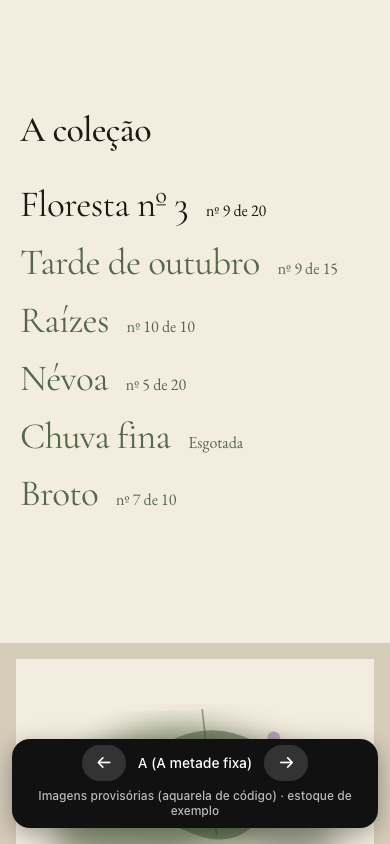 A coleção
Floresta nº 3 nº 9 de 20
Tarde de outubro nº 9 de 15
Raízes nº 10 de 10
Névoa nº 5 de 20
Chuva fina Esgotada
Broto nº 7 de 10
← A (A metade fixa) →
Imagens provisórias (aquarela de código) · estoque de
exemplo